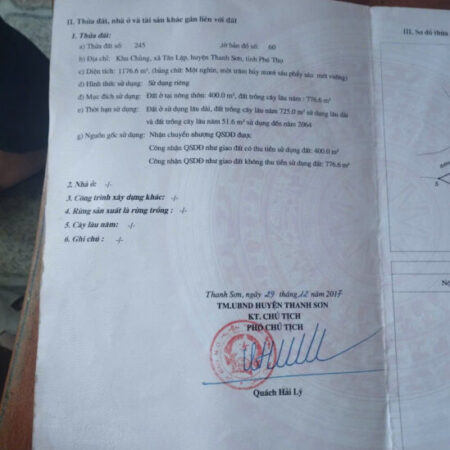 II. Thửa đất, nhà ở và tài sản khác gắn liền với đất
1. Thửa đất:
a) Thửa đất số: 245 ,tờ bản đồ số: 60
b) Địa chỉ: Khu Chủng, xã Tân Lập, huyện Thanh Sơn, tỉnh Phú Thọ
c) Diện tích: 1176.6 m², (bằng chữ: Một nghìn, một trăm bảy mươi sáu phẩy sáu mét vuông)
d) Hình thức sử dụng: Sử dụng riêng
đ) Mục đích sử dụng: Đất ở tại nông thôn: 400.0 m², đất trồng cây lâu năm : 776.6 m²
e) Thời hạn sử dụng: Đất ở sử dụng lâu dài, đất trồng cây lâu năm 725.0 m² sử dụng lâu dài
và đất trồng cây lâu năm 51.6 m² sử dụng đến năm 2064
g) Nguồn gốc sử dụng: Nhận chuyển nhượng QSDĐ được
Công nhận QSDĐ như giao đất có thu tiền sử dụng đất: 400.0 m²
Công nhận QSDĐ như giao đất không thu tiền sử dụng đất: 776.6 m²
2. Nhà ở: -/-
3. Công trình xây dựng khác: -/-
4. Rừng sản xuất là rừng trồng : -/-
5. Cây lâu năm: -/-
6. Ghi chú : -/-
Thanh Sơn, ngày 29 tháng 12 năm 2017
TM.UBND HUYỆN THANH SƠN
KT. CHỦ TỊCH
PHÓ CHỦ TỊCH
Quách Hải Lý
III. Sơ đồ thửa
5